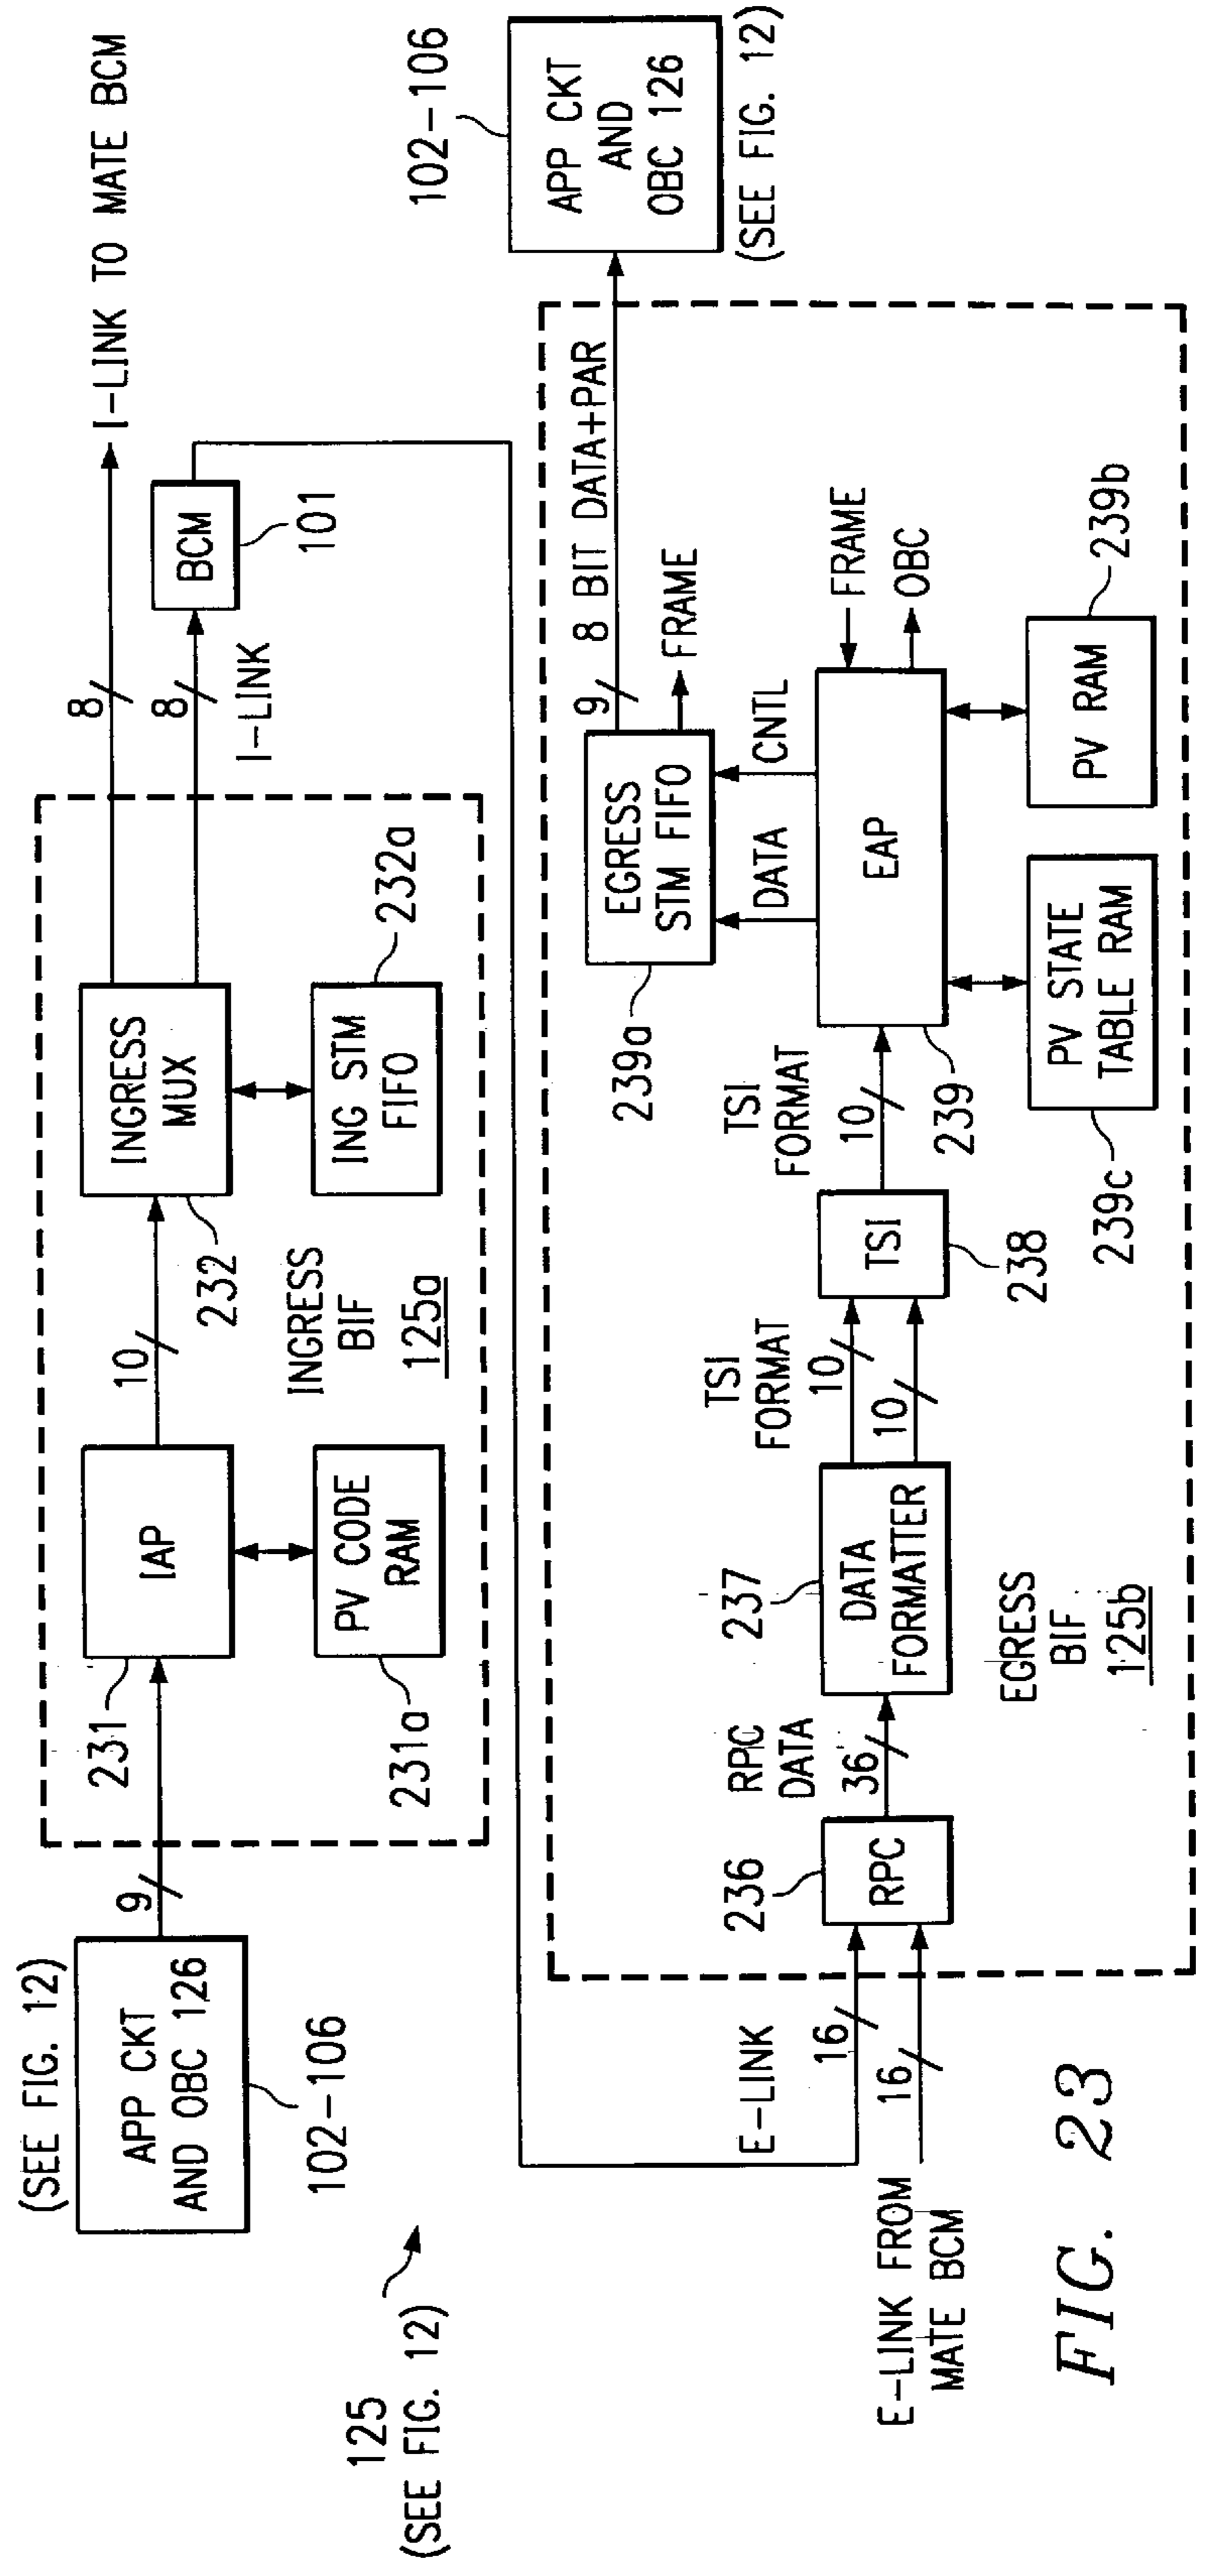 (SEE FIG. 12)
APP CKT
AND OBC 126
102-106
9
231
IAP
PV CODE
RAM
231a
10
INGRESS
MUX
232
ING STM
FIFO
232a
INGRESS
BIF
125a
8
I-LINK TO MATE BCM
8
I-LINK
BCM
101
125
(SEE FIG. 12)
E-LINK
16
16
E-LINK FROM
MATE BCM
236
RPC
RPC
DATA
36
237
DATA
FORMATTER
TSI
FORMAT
10
10
TSI
238
TSI
FORMAT
10
EAP
239
DATA
CNTL
EGRESS
STM FIFO
239a
FRAME
9
8 BIT DATA+PAR
FRAME
OBC
PV STATE
TABLE RAM
239c
PV RAM
239b
EGRESS
BIF
125b
102-106
APP CKT
AND
OBC 126
(SEE FIG. 12)
FIG. 23